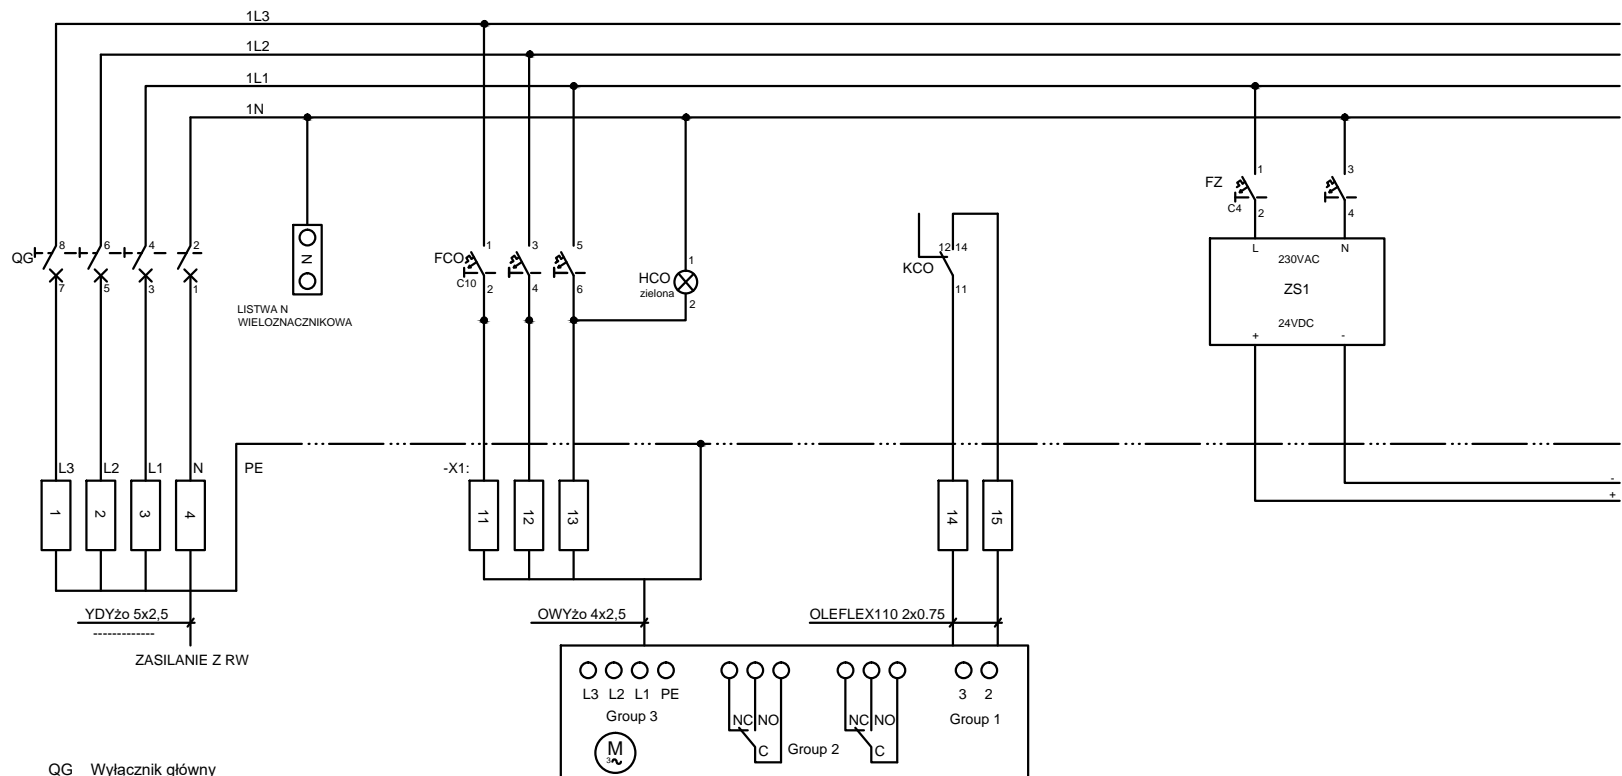 1L3
1L2
1L1
1N
QG
8
6
4
2
7
5
3
1
N
LISTWA N
WIELOZNACZNIKOWA
FCO
C10
1
3
5
2
4
6
HCO
zielona
1
2
KCO
12 14
11
FZ
C4
1
3
2
4
L
N
230VAC
ZS1
24VDC
+
-
L3
L2
L1
N
PE
-X1:
1
2
3
4
11
12
13
14
15
-
+
YDYżo 5x2,5
-------------
ZASILANIE Z RW
OWYżo 4x2,5
OLEFLEX110 2x0.75
L3 L2 L1 PE
Group 3
M
3~
NC NO
C
Group 2
NC NO
C
3 2
Group 1
QG Wyłącznik główny